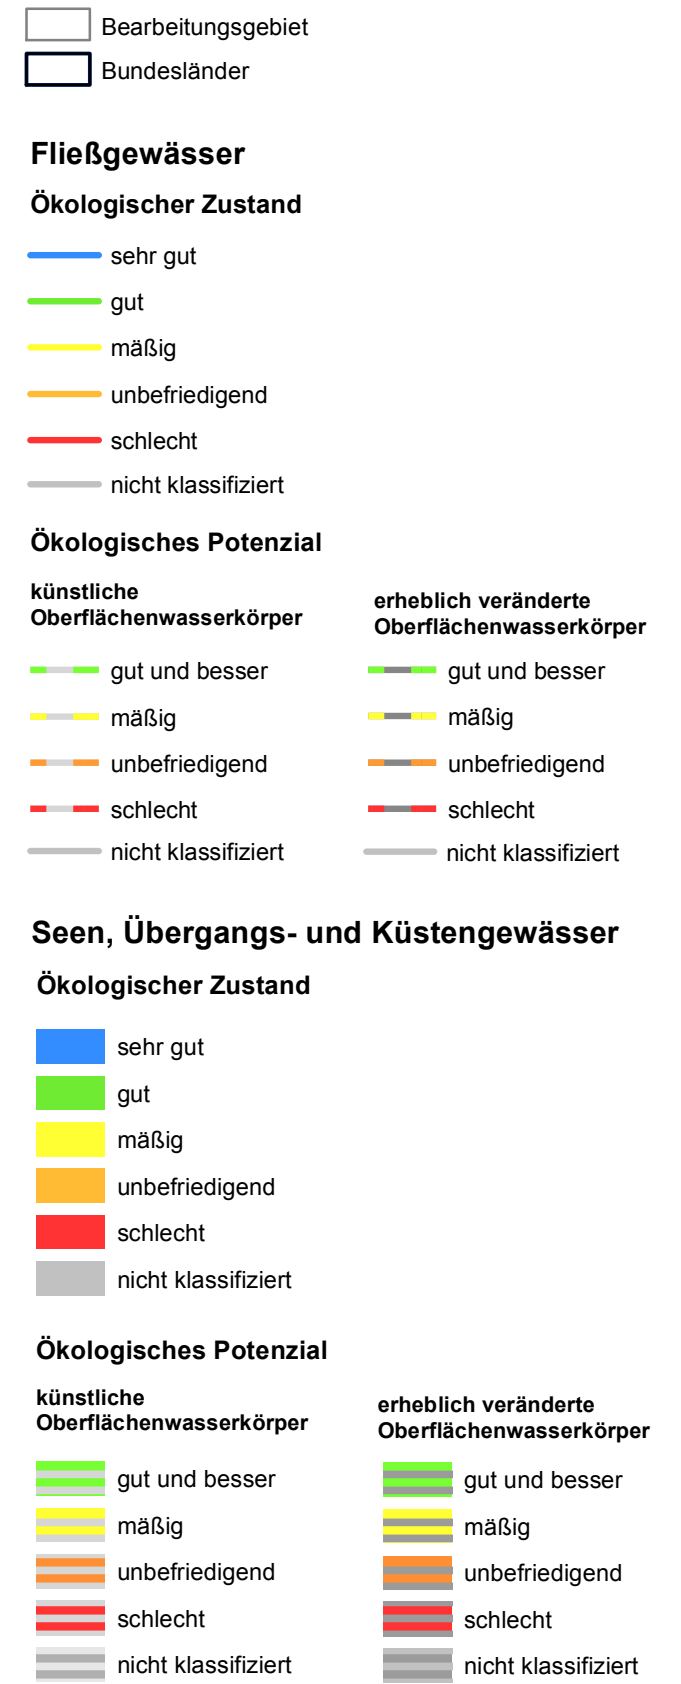 Bearbeitungsgebiet
Bundesländer
Fließgewässer
Ökologischer Zustand
sehr gut
gut
mäßig
unbefriedigend
schlecht
nicht klassifiziert
Ökologisches Potenzial
künstliche
Oberflächenwasserkörper
gut und besser
mäßig
unbefriedigend
schlecht
nicht klassifiziert
erheblich veränderte
Oberflächenwasserkörper
gut und besser
mäßig
unbefriedigend
schlecht
nicht klassifiziert
Seen, Übergangs- und Küstengewässer
Ökologischer Zustand
sehr gut
gut
mäßig
unbefriedigend
schlecht
nicht klassifiziert
Ökologisches Potenzial
künstliche
Oberflächenwasserkörper
gut und besser
mäßig
unbefriedigend
schlecht
nicht klassifiziert
erheblich veränderte
Oberflächenwasserkörper
gut und besser
mäßig
unbefriedigend
schlecht
nicht klassifiziert